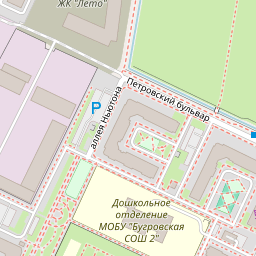 ЖК "Лето"
Петровский бульвар
аллея Ньютона
P
Дошкольное
отделение
МОБУ "Бугровская
СОШ 2"